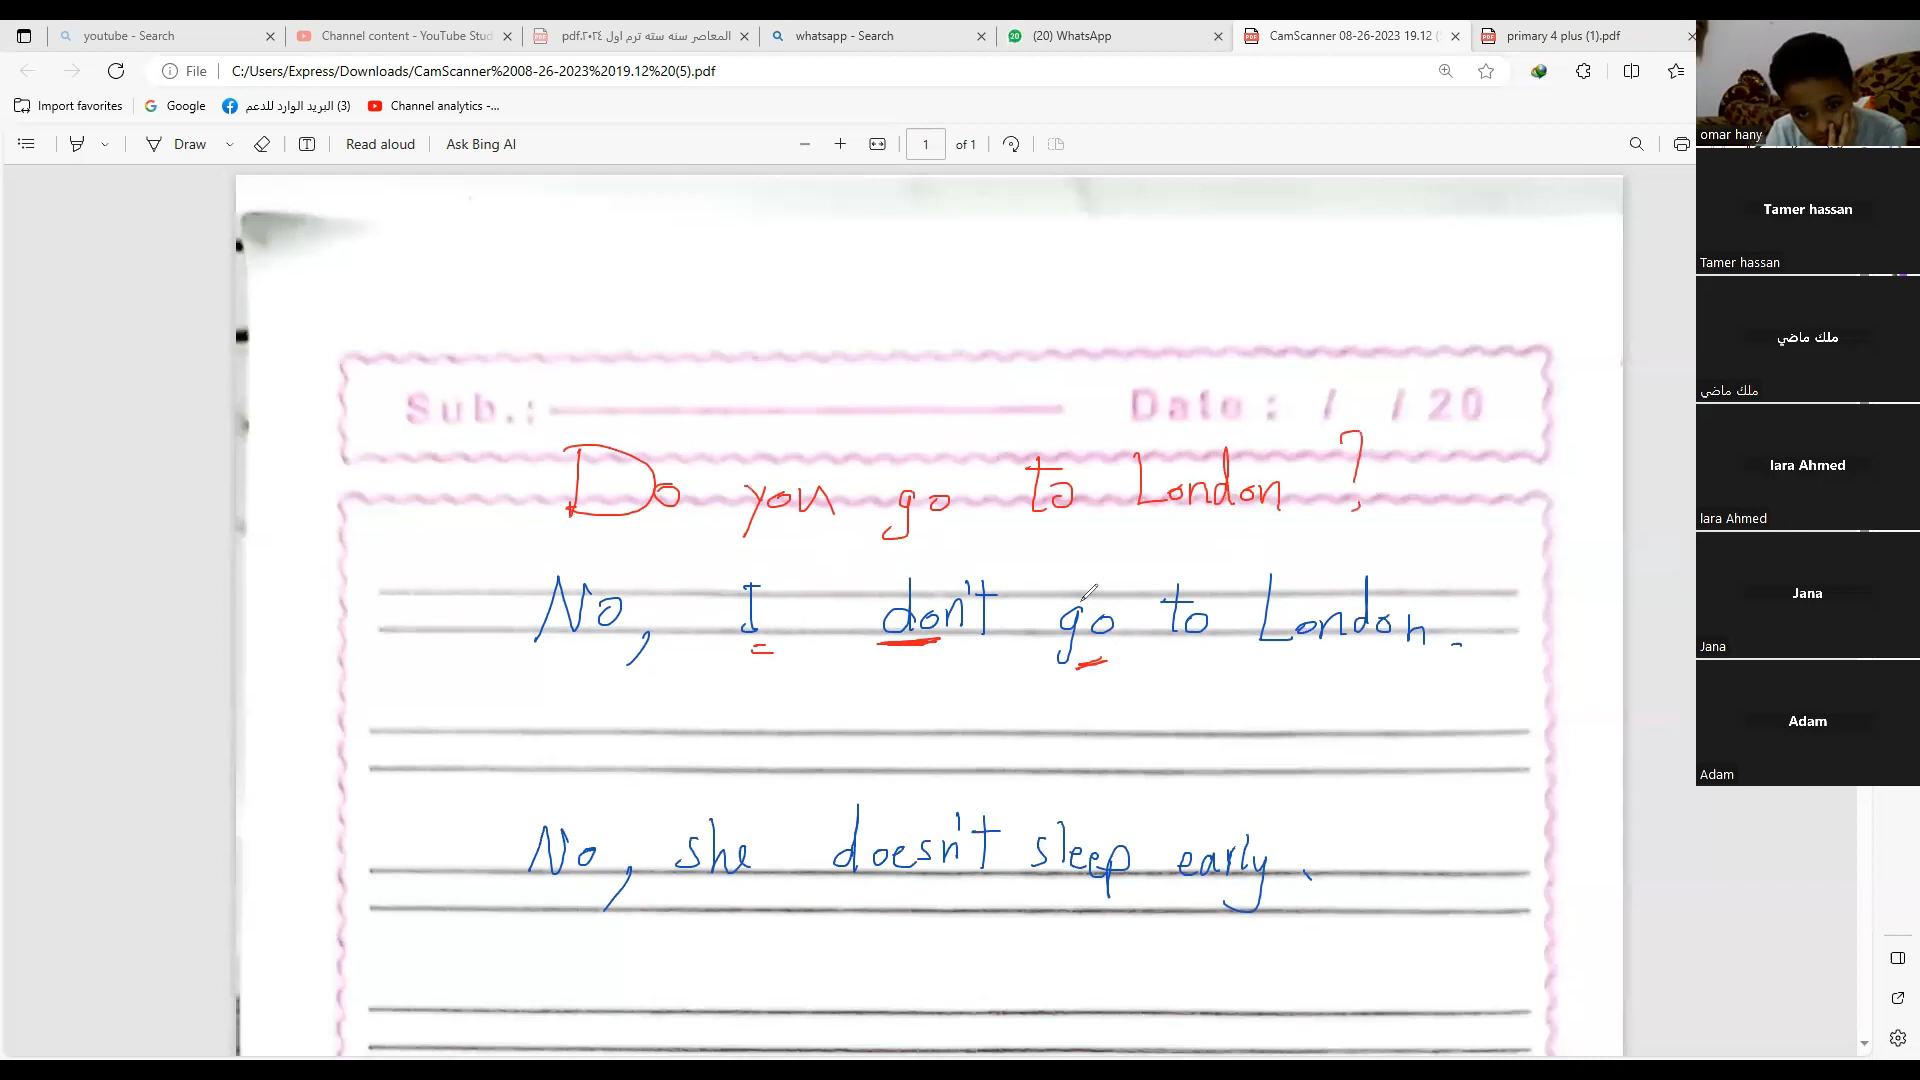 youtube - Search
Channel content - YouTube Stud
المعاصر سنه سته ترم اول ٢٠٢٤.pdf
whatsapp - Search
(20) WhatsApp
CamScanner 08-26-2023 19.12 (
primary 4 plus (1).pdf
File
C:/Users/Express/Downloads/CamScanner%2008-26-2023%2019.12%20(5).pdf
Import favorites
Google
(3) البريد الوارد للدعم
Channel analytics -...
Draw
Read aloud
Ask Bing AI
1
of 1
omar hany
Tamer hassan
Tamer hassan
ملك ماضي
ملك ماضي
lara Ahmed
lara Ahmed
Jana
Jana
Adam
Adam
Sub.: Date: / /20
Do you go to London?
No, I don't go to London.
No, she doesn't sleep early.